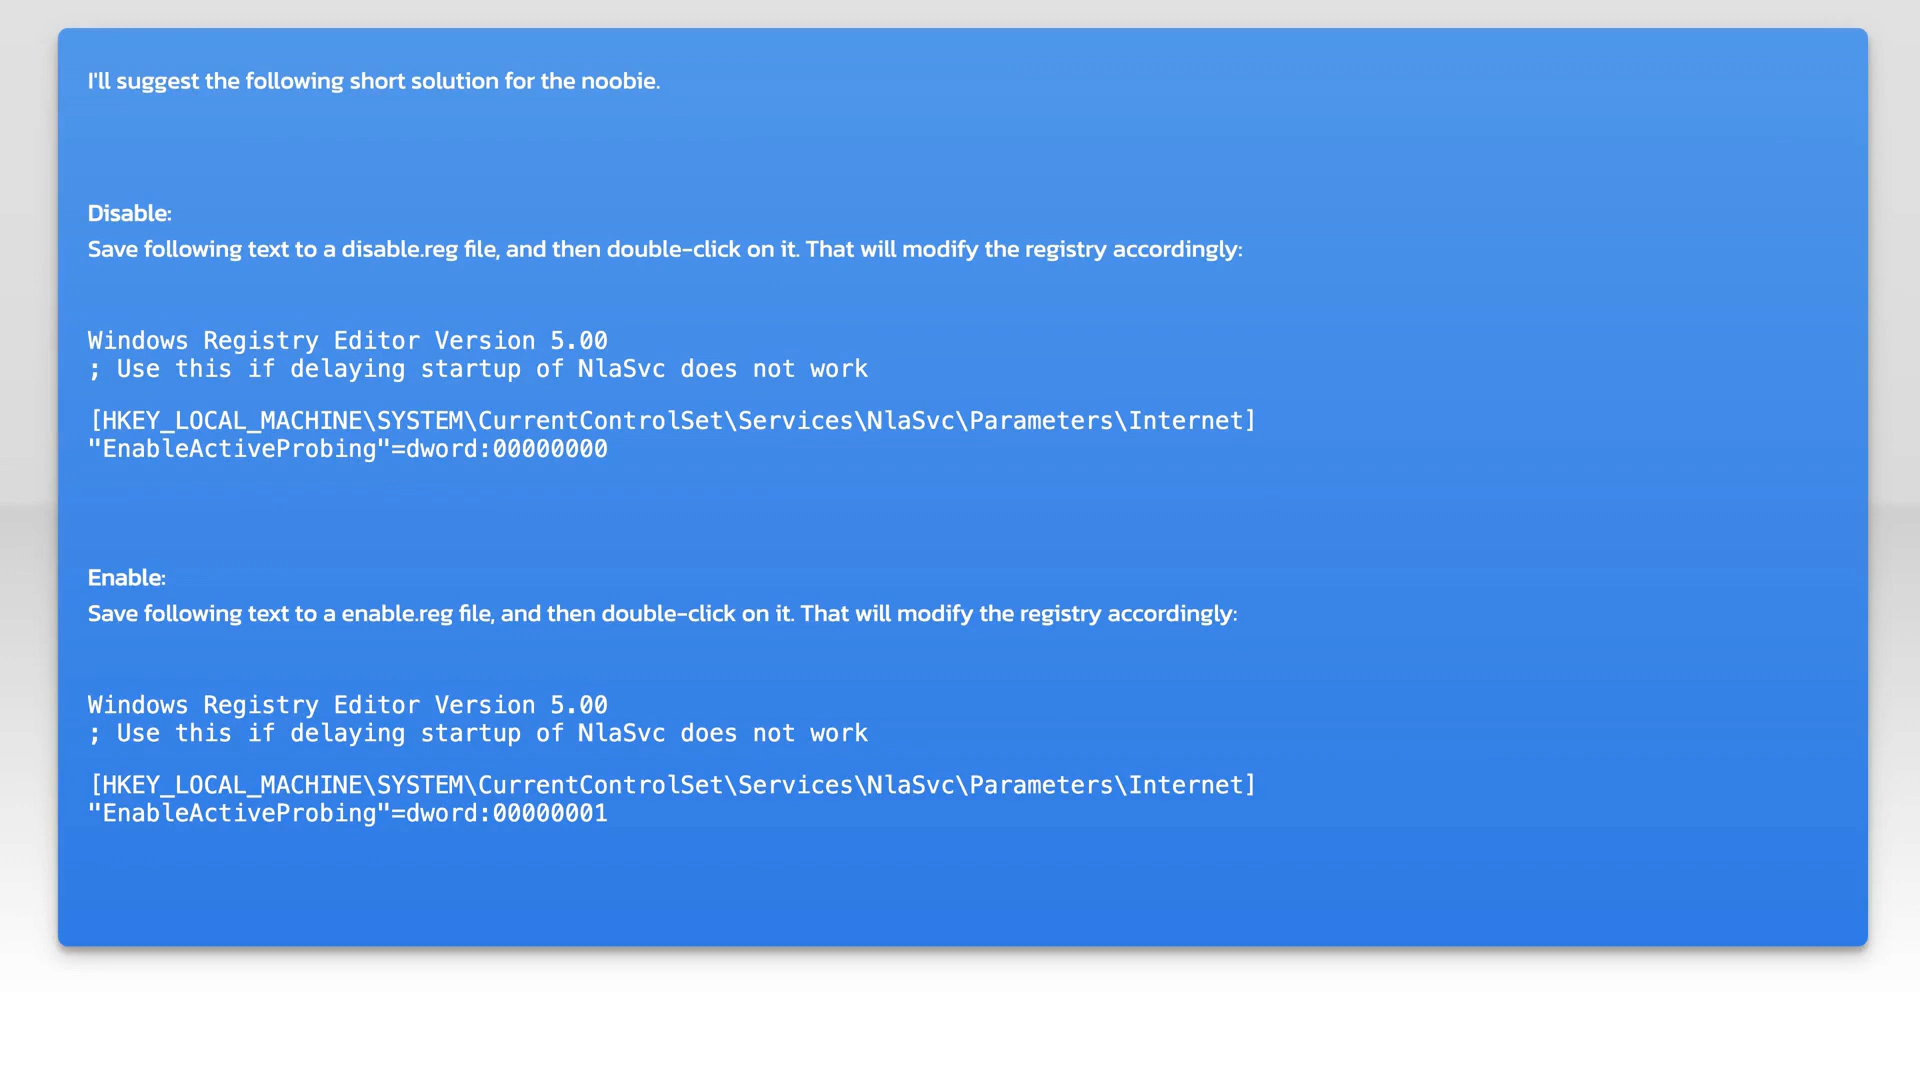 I'll suggest the following short solution for the noobie.
Disable:
Save following text to a disable.reg file, and then double-click on it. That will modify the registry accordingly:
Windows Registry Editor Version 5.00
; Use this if delaying startup of NlaSvc does not work
[HKEY_LOCAL_MACHINE\SYSTEM\CurrentControlSet\Services\NlaSvc\Parameters\Internet]
"EnableActiveProbing"=dword:00000000
Enable:
Save following text to a enable.reg file, and then double-click on it. That will modify the registry accordingly:
Windows Registry Editor Version 5.00
; Use this if delaying startup of NlaSvc does not work
[HKEY_LOCAL_MACHINE\SYSTEM\CurrentControlSet\Services\NlaSvc\Parameters\Internet]
"EnableActiveProbing"=dword:00000001